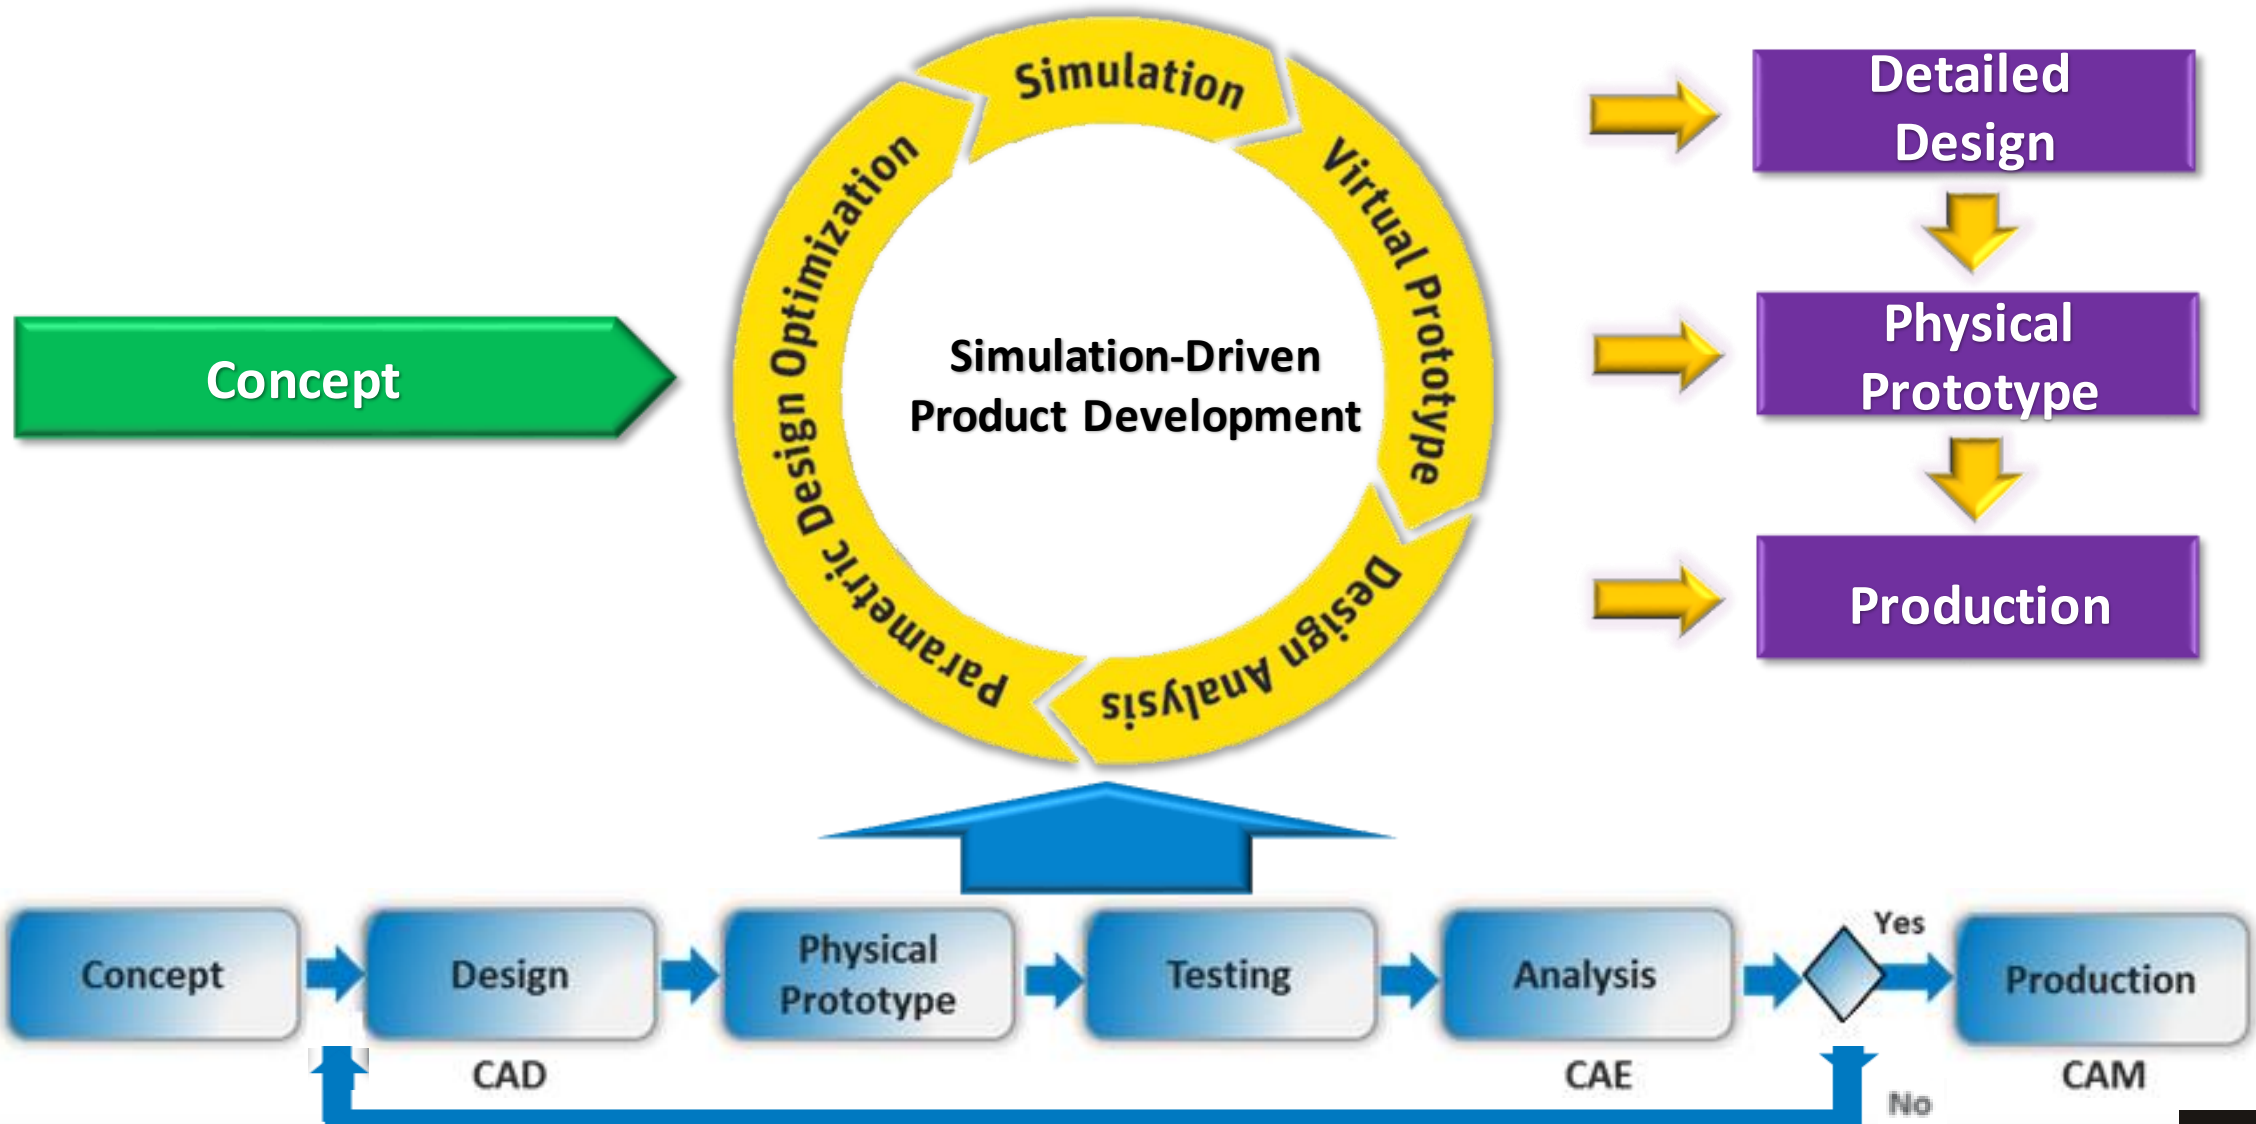 Simulation
Virtual Prototype
Design Analysis
Parametric Design Optimization
Simulation-Driven
Product Development
Concept
Detailed
Design
Physical
Prototype
Production
Concept
Design
Physical
Prototype
Testing
Analysis
Yes
Production
CAD
CAE
CAM
No